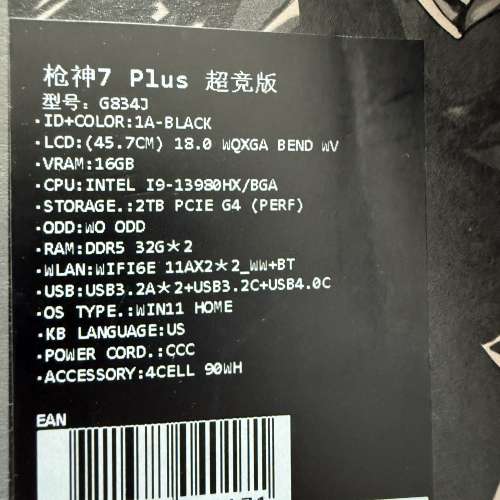 枪神7 Plus 超竞版
型号: G834J
·ID+COLOR:1A-BLACK
·LCD:(45.7CM) 18.0 WQXGA BEND WV
·VRAM:16GB
·CPU:INTEL I9-13980HX/BGA
·STORAGE.:2TB PCIE G4 (PERF)
·ODD:WO ODD
·RAM:DDR5 32G*2
·WLAN:WIFI6E 11AX2*2_WW+BT
·USB:USB3.2A*2+USB3.2C+USB4.0C
·OS TYPE.:WIN11 HOME
·KB LANGUAGE:US
·POWER CORD.:CCC
·ACCESSORY:4CELL 90WH
EAN